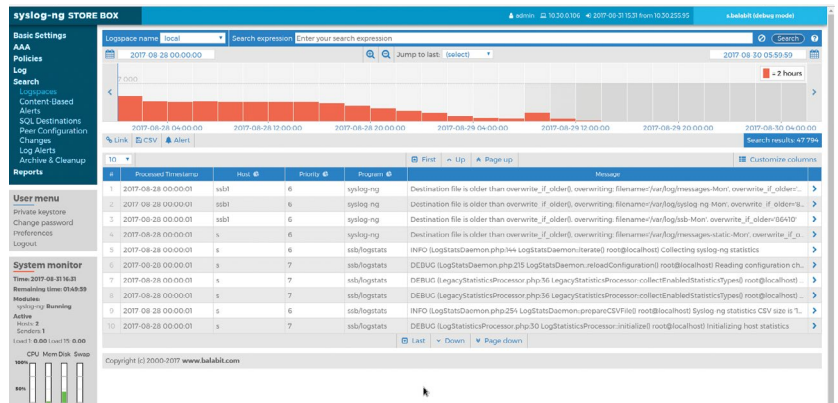 syslog-ng STORE BOX
admin 10.30.0.106 2017-08-31 15:31 from 10.30.255.95 s.balabit (debug mode)
Basic Settings
AAA
Policies
Log
Search
Logspaces
Content-Based
Alerts
SQL Destinations
Peer Configuration
Changes
Log Alerts
Archive & Cleanup
Reports
User menu
Private keystore
Change password
Preferences
Logout
System monitor
Time: 2017-08-31 16:31
Remaining time: 01:49:59
Modules:
syslog-ng: Running
Active
Hosts: 2
Senders: 1
Load 1: 0.00 Load 15: 0.00
CPU Mem Disk Swap
100%
50%
Logspace name local Search expression Enter your search expression Search
2017-08-28 00:00:00 Jump to last: (select) 2017-08-30 05:59:59
7 000
= 2 hours
2017-08-28 04:00:00 2017-08-28 12:00:00 2017-08-28 20:00:00 2017-08-29 04:00:00 2017-08-29 12:00:00 2017-08-29 20:00:00 2017-08-30 04:00:00
Link CSV Alert Search results: 47 794
10 First Up Page up Customize columns
# Processed Timestamp Host Priority Program Message
1 2017-08-28 00:00:01 ssb1 6 syslog-ng Destination file is older than overwrite_if_older(), overwriting: filename='/var/log/messages-Mon', overwrite_if_older='...
2 2017-08-28 00:00:01 ssb1 6 syslog-ng Destination file is older than overwrite_if_older(), overwriting: filename='/var/log/syslog-ng-Mon', overwrite_if_older='8...
3 2017-08-28 00:00:01 ssb1 6 syslog-ng Destination file is older than overwrite_if_older(), overwriting: filename='/var/log/ssb-Mon', overwrite_if_older='86410'
4 2017-08-28 00:00:01 s 6 syslog-ng Destination file is older than overwrite_if_older(), overwriting: filename='/var/log/messages-static-Mon', overwrite_if_o...
5 2017-08-28 00:00:01 s 6 ssb/logstats INFO (LogStatsDaemon.php:144 LogStatsDaemon::iterate() root@localhost) Collecting syslog-ng statistics
6 2017-08-28 00:00:01 s 7 ssb/logstats DEBUG (LogStatsDaemon.php:215 LogStatsDaemon::reloadConfiguration() root@localhost) Reading configuration ch...
7 2017-08-28 00:00:01 s 7 ssb/logstats DEBUG (LegacyStatisticsProcessor.php:36 LegacyStatisticsProcessor::collectEnabledStatisticsTypes() root@localhost) ...
8 2017-08-28 00:00:01 s 7 ssb/logstats DEBUG (LegacyStatisticsProcessor.php:36 LegacyStatisticsProcessor::collectEnabledStatisticsTypes() root@localhost) ...
9 2017-08-28 00:00:01 s 6 ssb/logstats INFO (LogStatsDaemon.php:254 LogStatsDaemon::prepareCSVFile() root@localhost) Syslog-ng statistics CSV size is "1...
10 2017-08-28 00:00:01 s 7 ssb/logstats DEBUG (LogStatisticsProcessor.php:30 LogStatisticsProcessor::initialize() root@localhost) Initializing host statistics
Last Down Page down
Copyright (c) 2000-2017 www.balabit.com